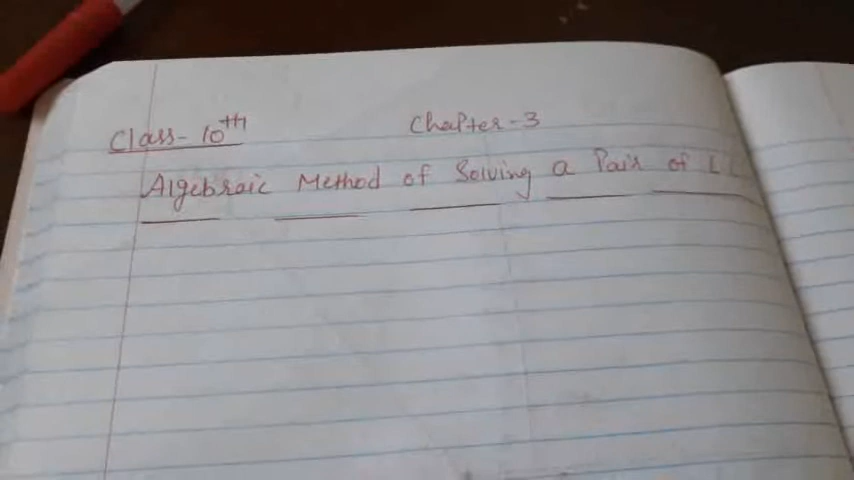 Class- 10th Chapter-3
Algebraic Method of Solving a Pair of L